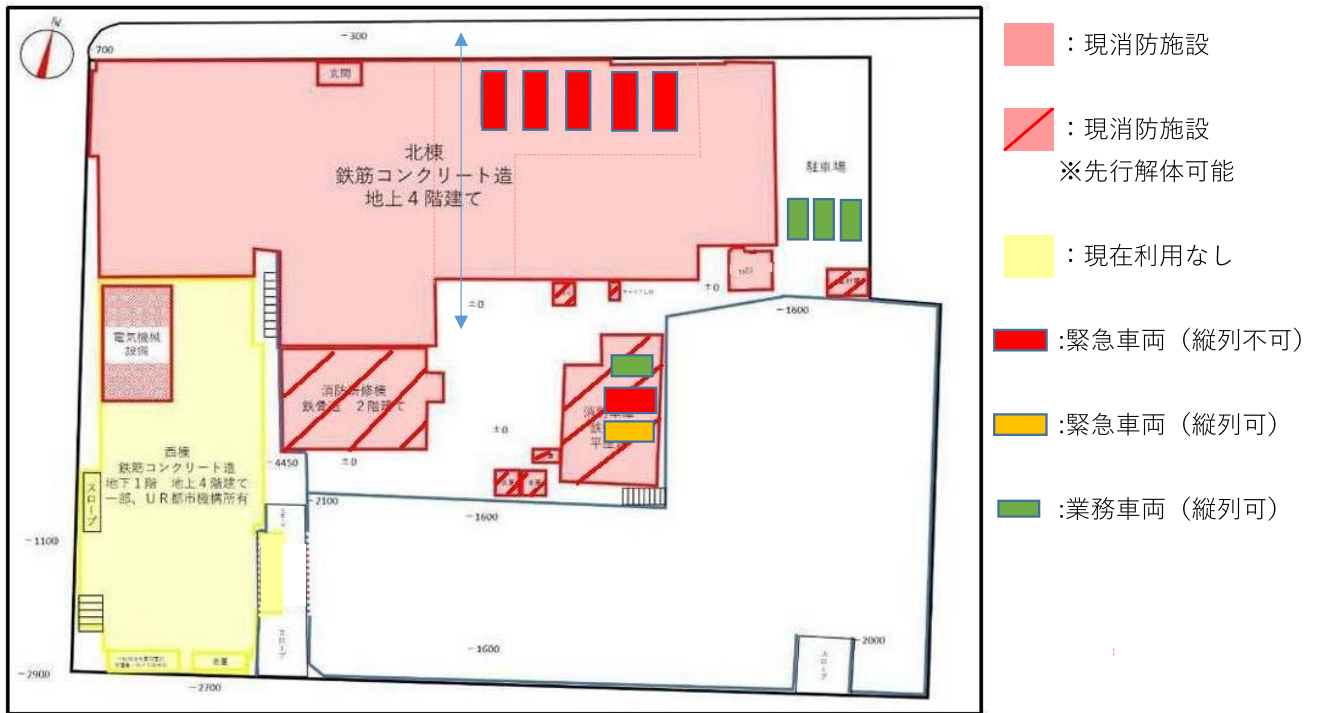 N
700
-300
玄関
北棟
鉄筋コンクリート造
地上4階建て
駐車場
±0
±0
-1600
電気機械
設備
消防研修棟
鉄骨造 2階建て
±0
±0
西棟
鉄筋コンクリート造
地下1階 地上4階建て
一部、UR都市機構所有
スロープ
-4450
-2100
-1600
-1100
スロープ
-1600
-2000
スロープ
-2900
-2700
：現消防施設
：現消防施設
※先行解体可能
：現在利用なし
:緊急車両（縦列不可）
:緊急車両（縦列可）
:業務車両（縦列可）